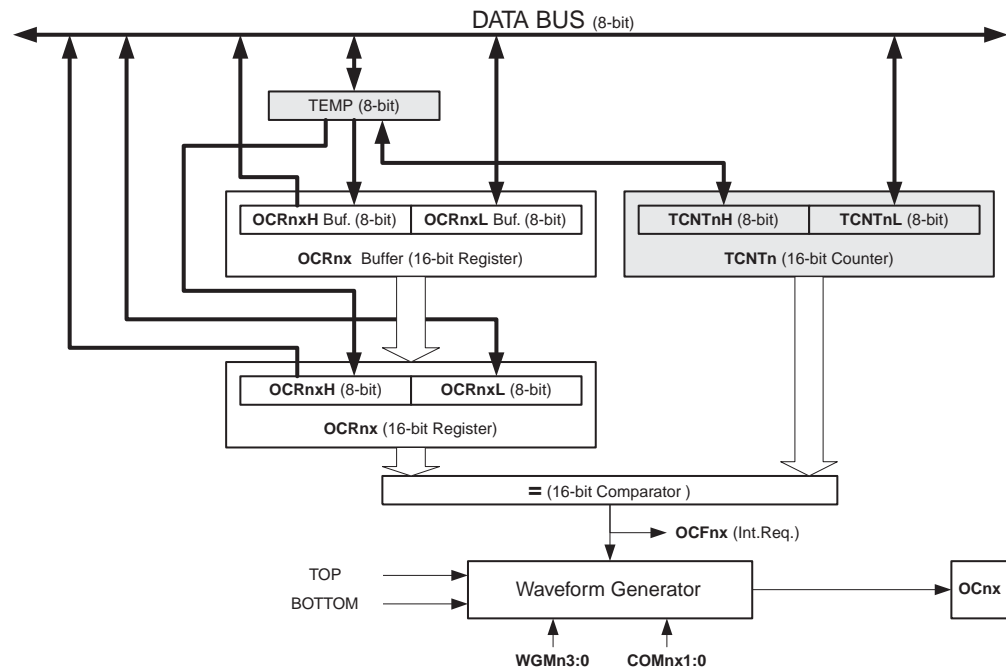 DATA BUS (8-bit)
TEMP (8-bit)
OCRnxH Buf. (8-bit)
OCRnxL Buf. (8-bit)
OCRnx Buffer (16-bit Register)
TCNTnH (8-bit)
TCNTnL (8-bit)
TCNTn (16-bit Counter)
OCRnxH (8-bit)
OCRnxL (8-bit)
OCRnx (16-bit Register)
= (16-bit Comparator )
OCFnx (Int.Req.)
TOP
BOTTOM
Waveform Generator
OCnx
WGMn3:0
COMnx1:0